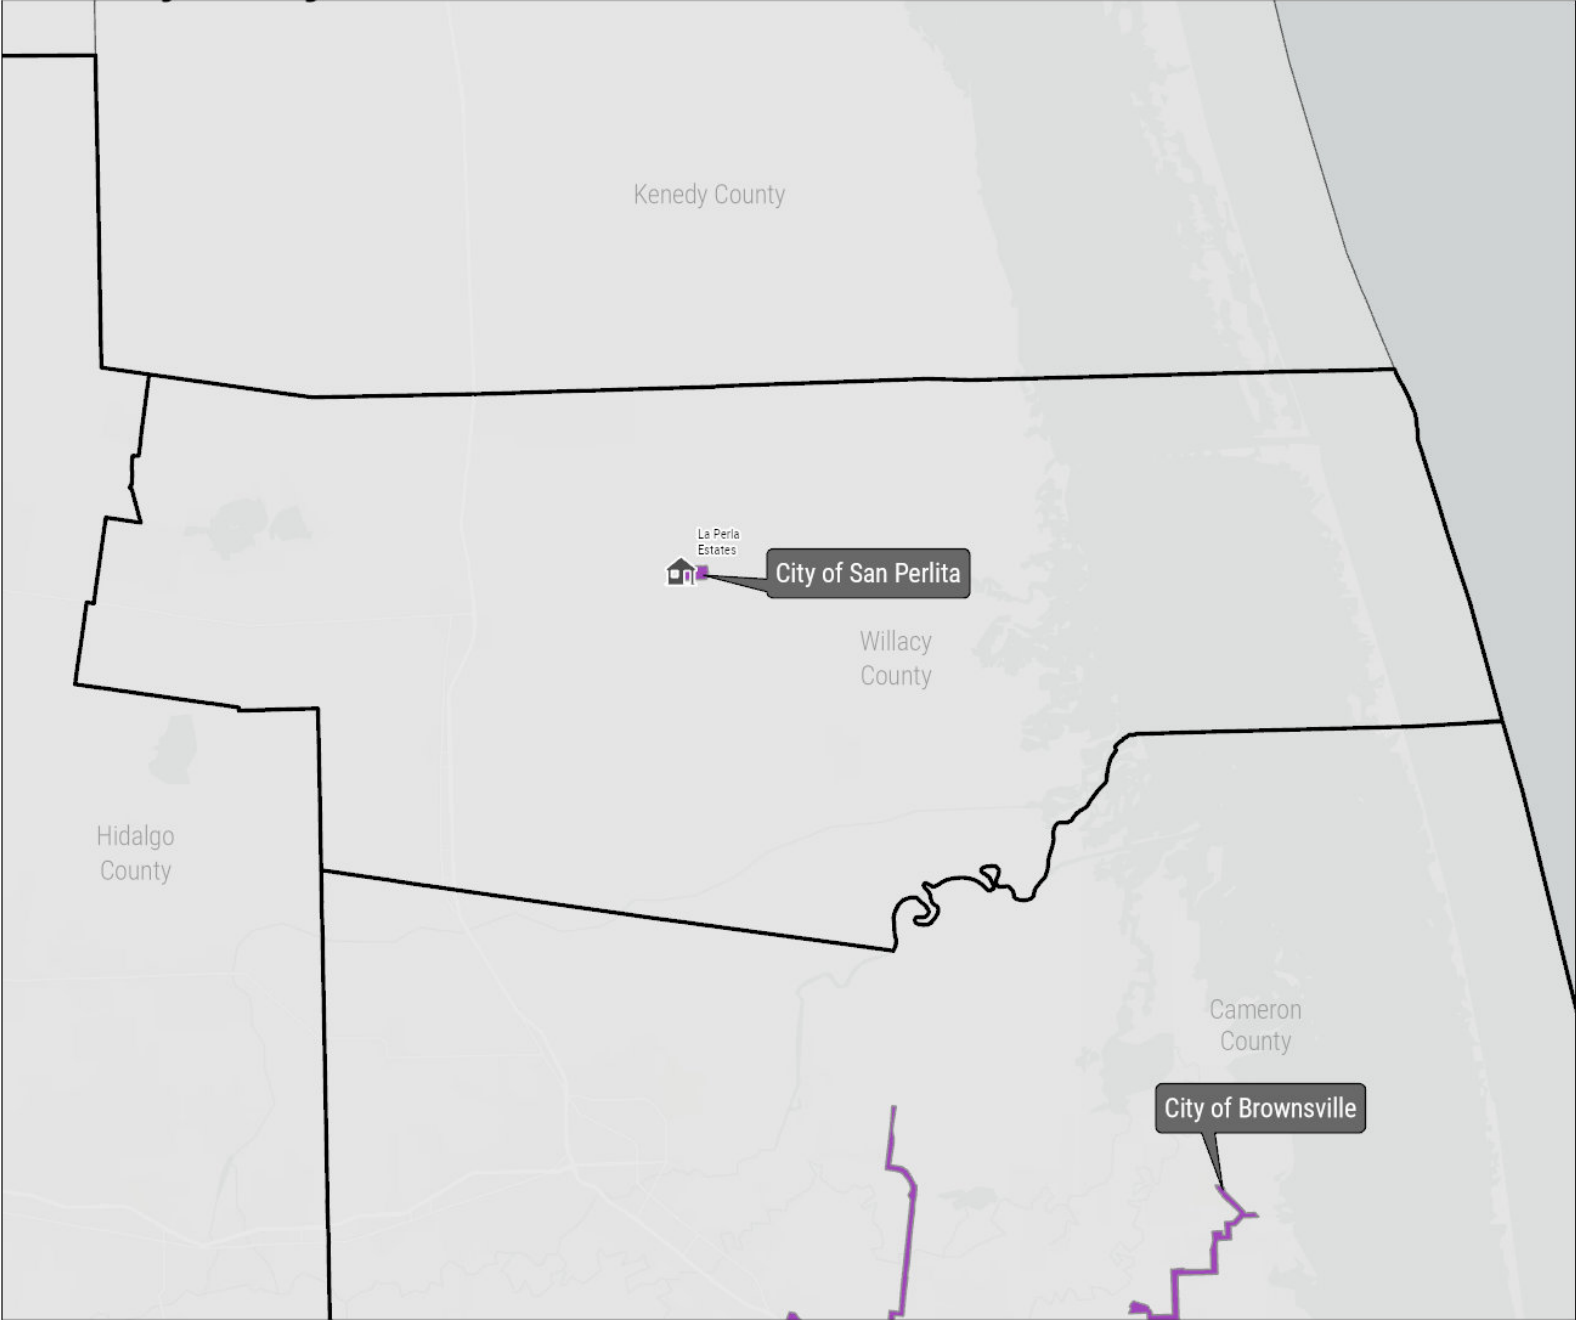 Kenedy County
La Perla
Estates
City of San Perlita
Willacy
County
Hidalgo
County
Cameron
County
City of Brownsville